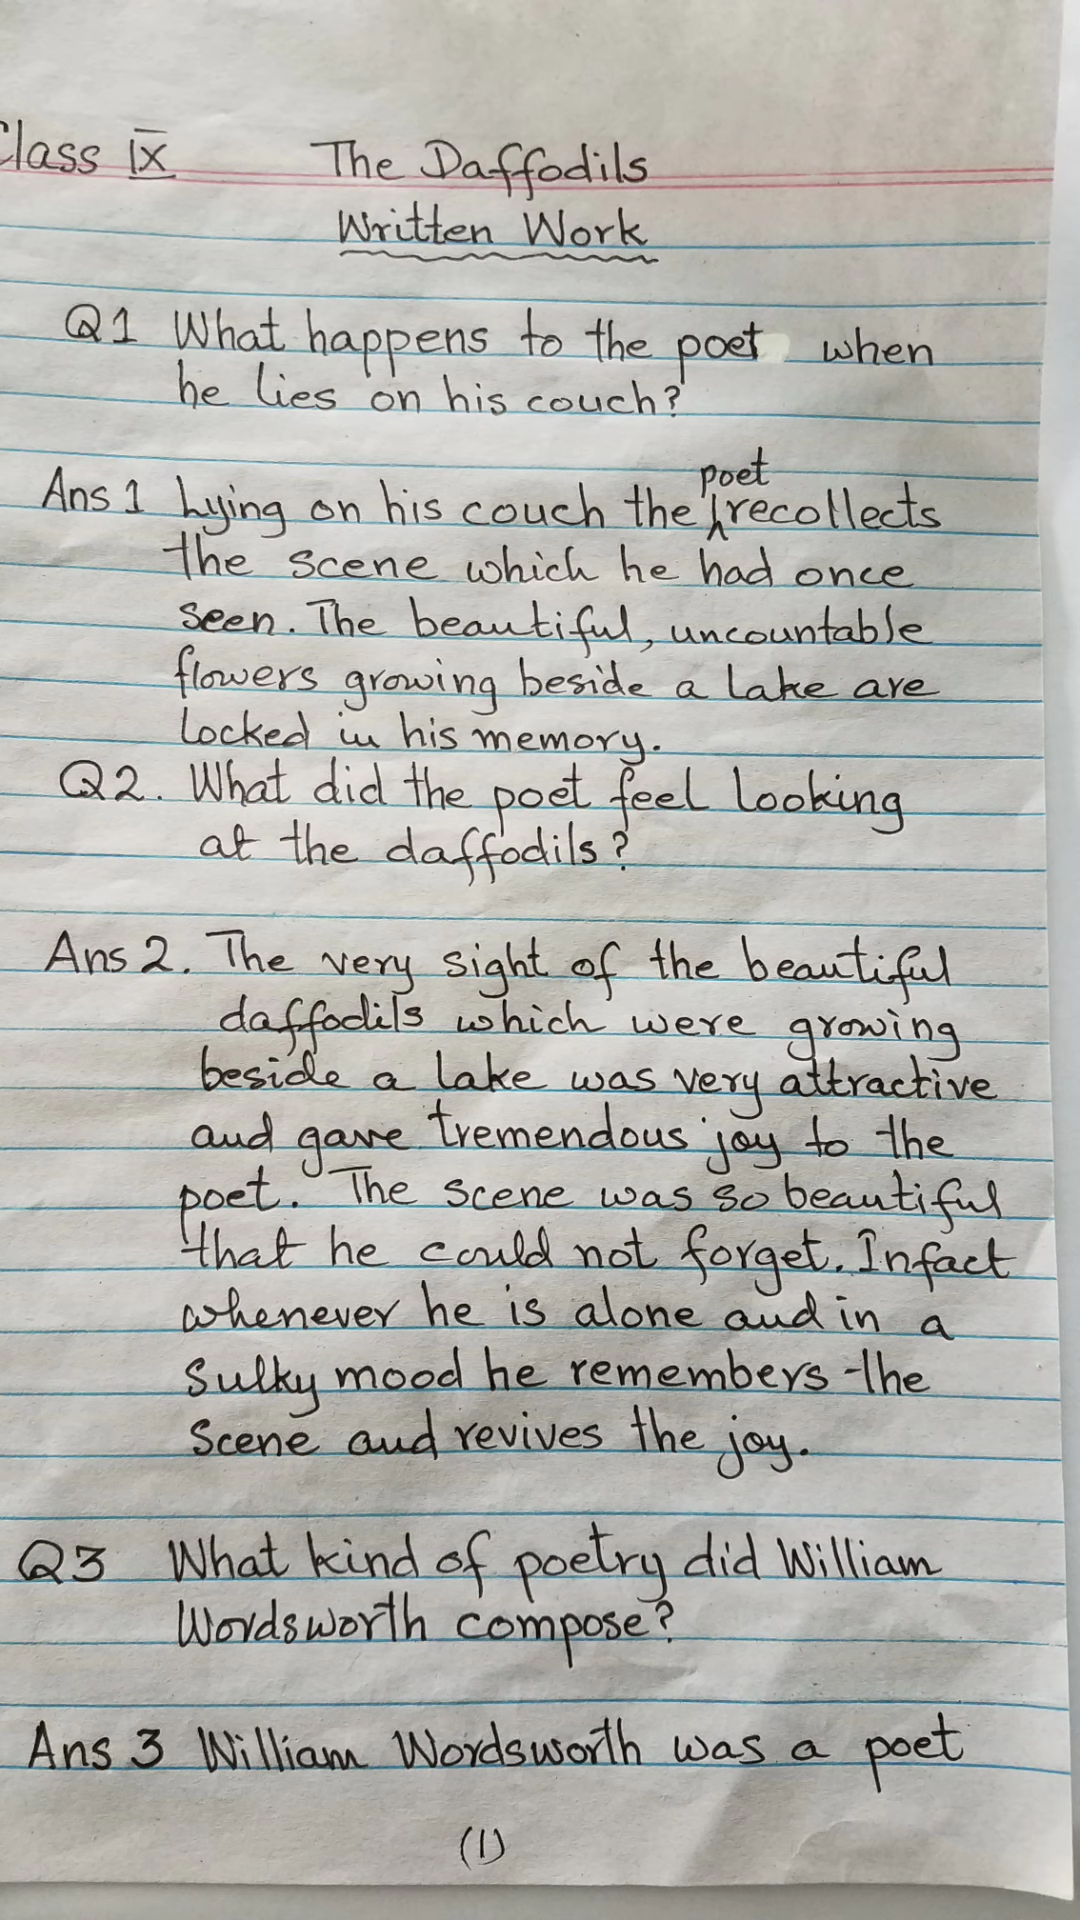 Class IX The Daffodils
Written Work
Q1 What happens to the poet when
he lies on his couch?
Ans 1 Lying on his couch the poet recollects
the scene which he had once
seen. The beautiful, uncountable
flowers growing beside a lake are
locked in his memory.
Q2. What did the poet feel looking
at the daffodils?
Ans 2. The very sight of the beautiful
daffodils which were growing
beside a lake was very attractive
and gave tremendous joy to the
poet. The scene was so beautiful
that he could not forget. Infact
whenever he is alone and in a
sulky mood he remembers the
scene and revives the joy.
Q3 What kind of poetry did William
Wordsworth compose?
Ans 3 William Wordsworth was a poet
(1)